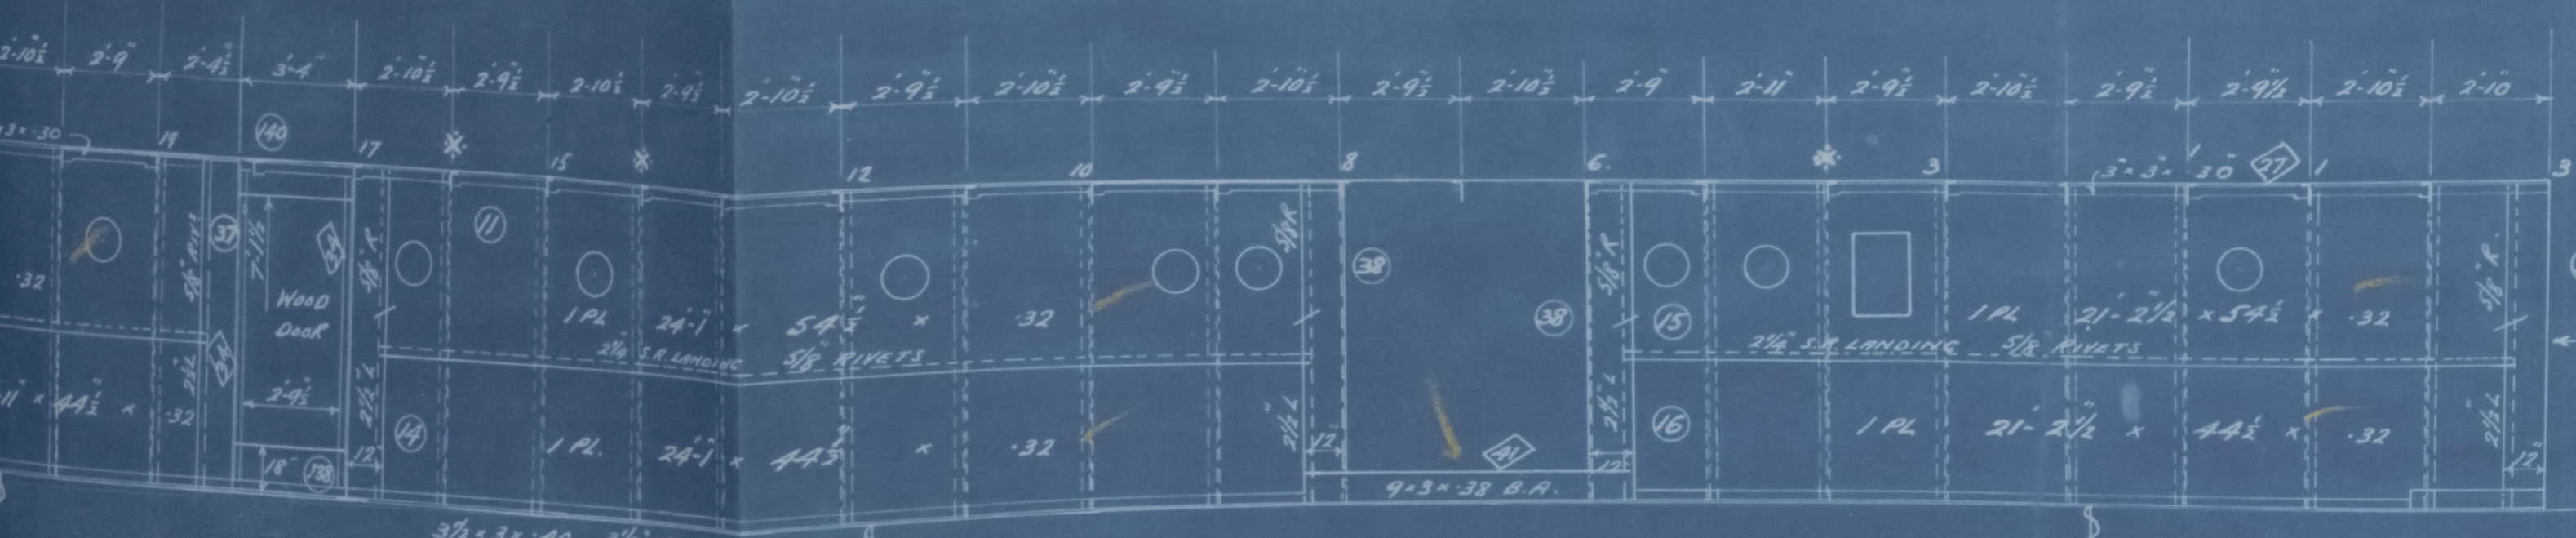 2'-10½" 2'-9" 2'-4½" 3'-4" 2'-10½" 2'-9½" 2'-10½ 2'-9½" 2'-10½" 2'-9½" 2'-10½" 2'-9½" 2'-10½" 2'-9½" 2'-10½" 2'-9" 2'-11" 2'-9½" 2'-10½" 2'-9½" 2'-9½" 2'-10½" 2'-10"
140
3×·30 19 17 ※ 15 ※ 12 10 8 6. ※ 3 3"×3"×·30" 1 27 1 3
37 7'-1½" 34 5/8" RIV? 5/8" R 11 5/8" R 38 5/8" R 5/8" R.
·32 WOOD
DOOR
1 PL 24'-1" × 54½" × ·32 38 15 1 PL 21'-2½" × 54½ × ·32
2¼" S.R. LANDING 5/8" RIVETS 2¼" S.R. LANDING 5/8" RIVETS
34 2½" L 2½" L 2½" L 2½" L 2½" L
-11" × 44½" × ·32 2'-9½" 14 1 PL. 24'-1" × 44½" × ·32 16 1 PL 21'-2½" × 44½" × ·32
18" 138 12" 12" 41 12" 12"
9×3×·38 B.A.
3½×3×·40